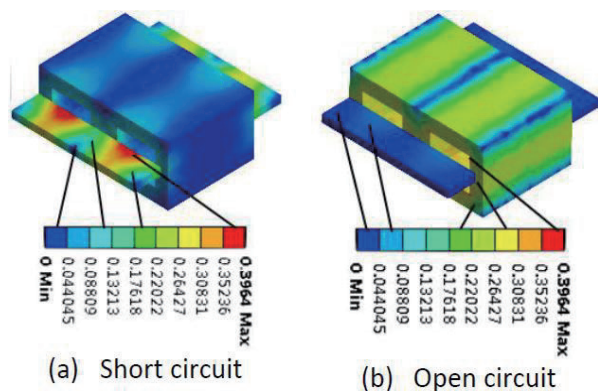 0 Min
0.044045
0.08809
0.13213
0.17618
0.22022
0.26427
0.30831
0.35236
0.3964 Max
0 Min
0.044045
0.08809
0.13213
0.17618
0.22022
0.26427
0.30831
0.35236
0.3964 Max
(a) Short circuit
(b) Open circuit